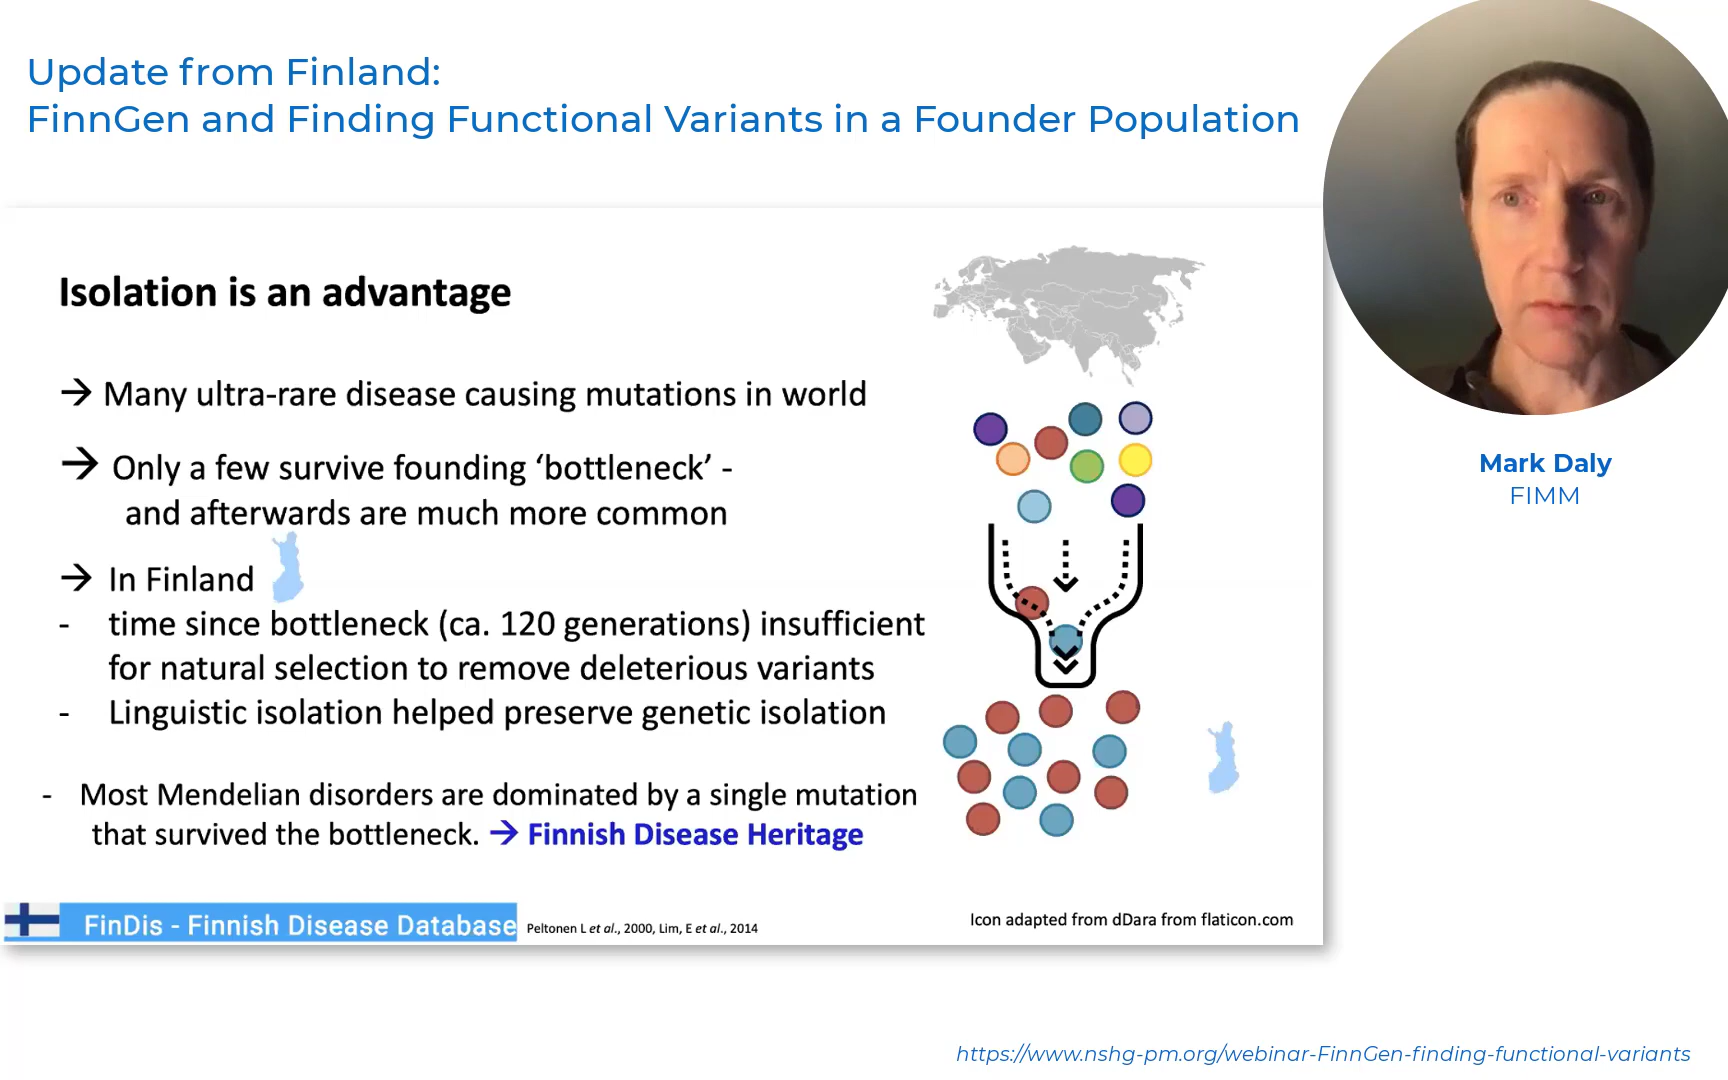 Update from Finland:
FinnGen and Finding Functional Variants in a Founder Population
Isolation is an advantage
→ Many ultra-rare disease causing mutations in world
→ Only a few survive founding ‘bottleneck’ -
and afterwards are much more common
→ In Finland
- time since bottleneck (ca. 120 generations) insufficient
for natural selection to remove deleterious variants
- Linguistic isolation helped preserve genetic isolation
- Most Mendelian disorders are dominated by a single mutation
that survived the bottleneck. → Finnish Disease Heritage
FinDis - Finnish Disease Database
Peltonen L et al., 2000, Lim, E et al., 2014
Icon adapted from dDara from flaticon.com
Mark Daly
FIMM
https://www.nshg-pm.org/webinar-FinnGen-finding-functional-variants